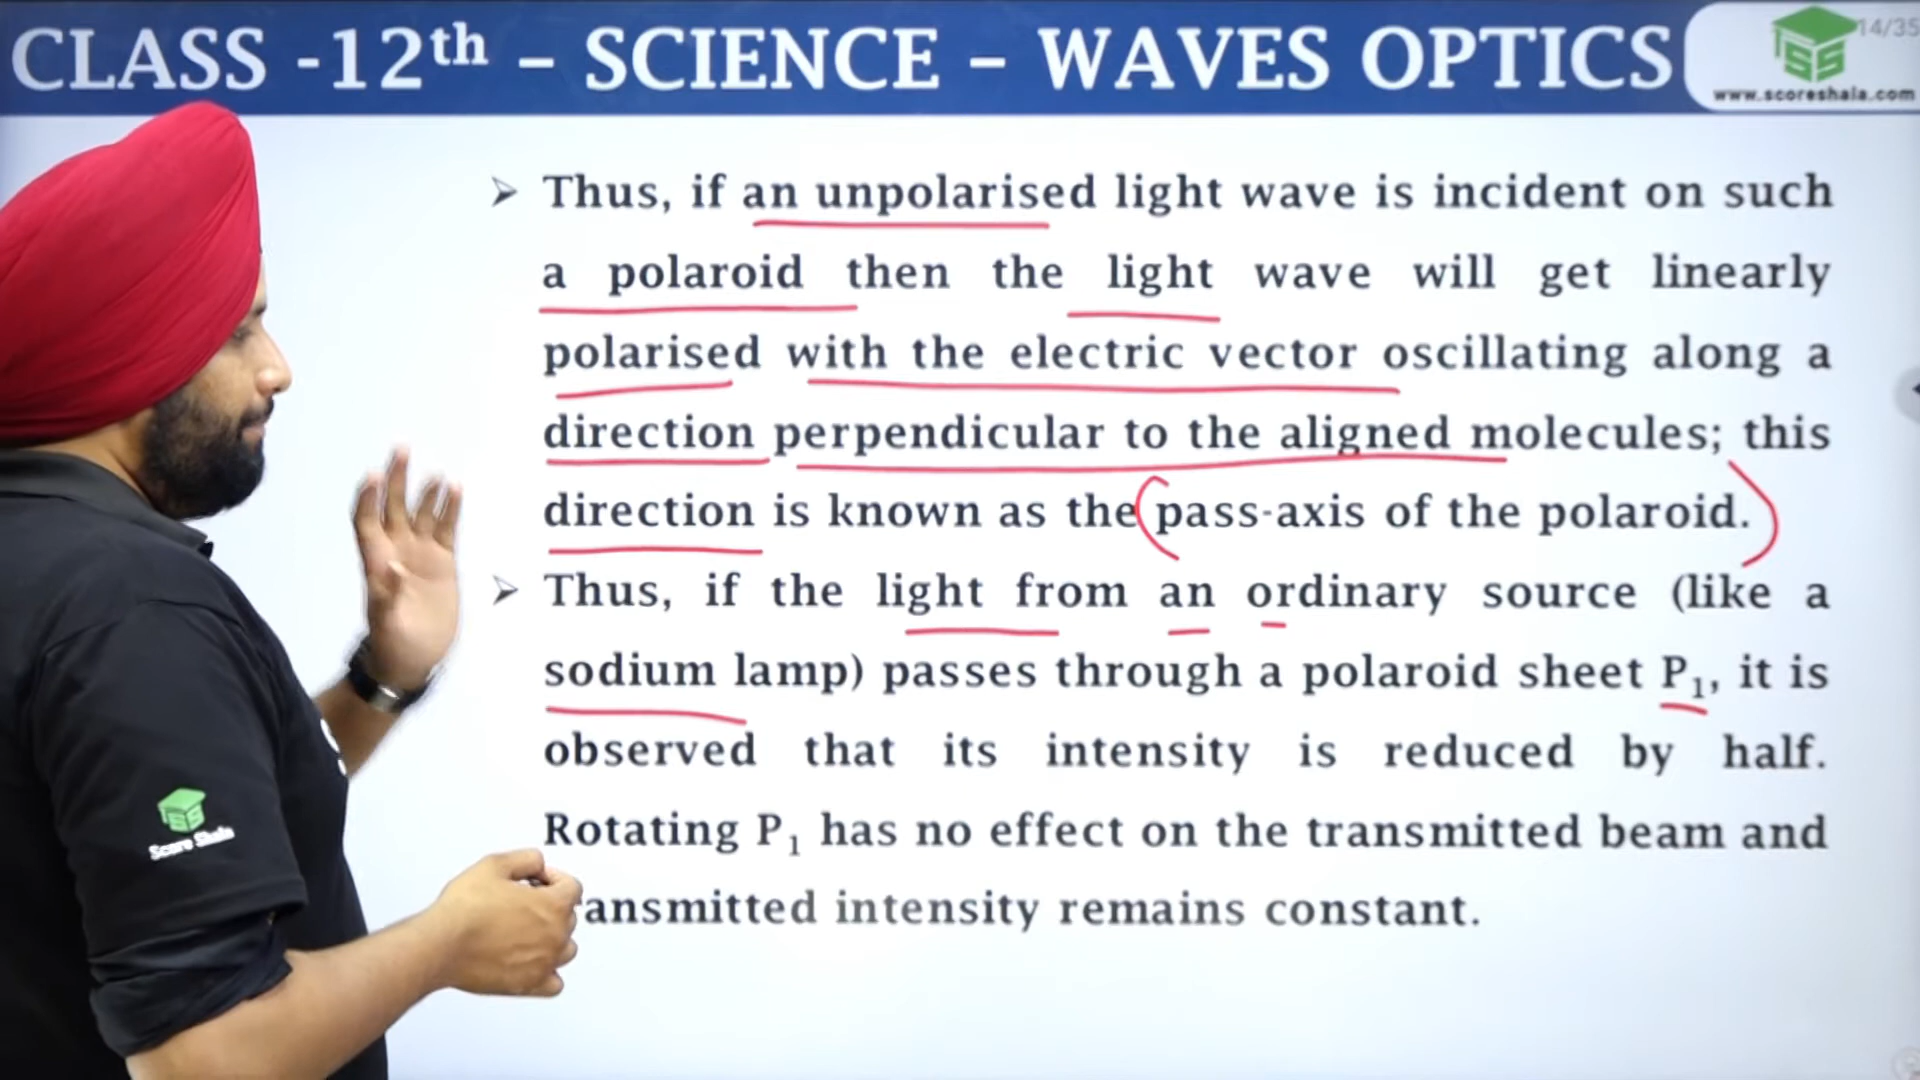 CLASS -12th – SCIENCE – WAVES OPTICS
14/35
www.scoreshala.com
➢ Thus, if an unpolarised light wave is incident on such
a polaroid then the light wave will get linearly
polarised with the electric vector oscillating along a
direction perpendicular to the aligned molecules; this
direction is known as the (pass-axis of the polaroid.)
➢ Thus, if the light from an ordinary source (like a
sodium lamp) passes through a polaroid sheet P₁, it is
observed that its intensity is reduced by half.
Rotating P₁ has no effect on the transmitted beam and
ansmitted intensity remains constant.
Score Shala